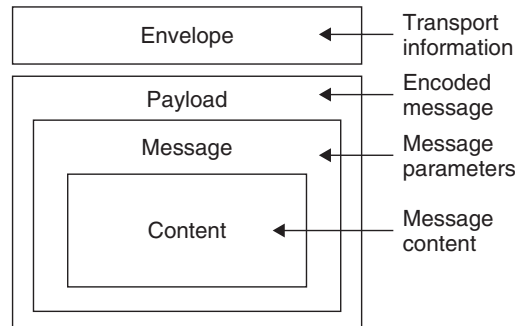 Envelope
Transport
information
Payload
Encoded
message
Message
Message
parameters
Content
Message
content